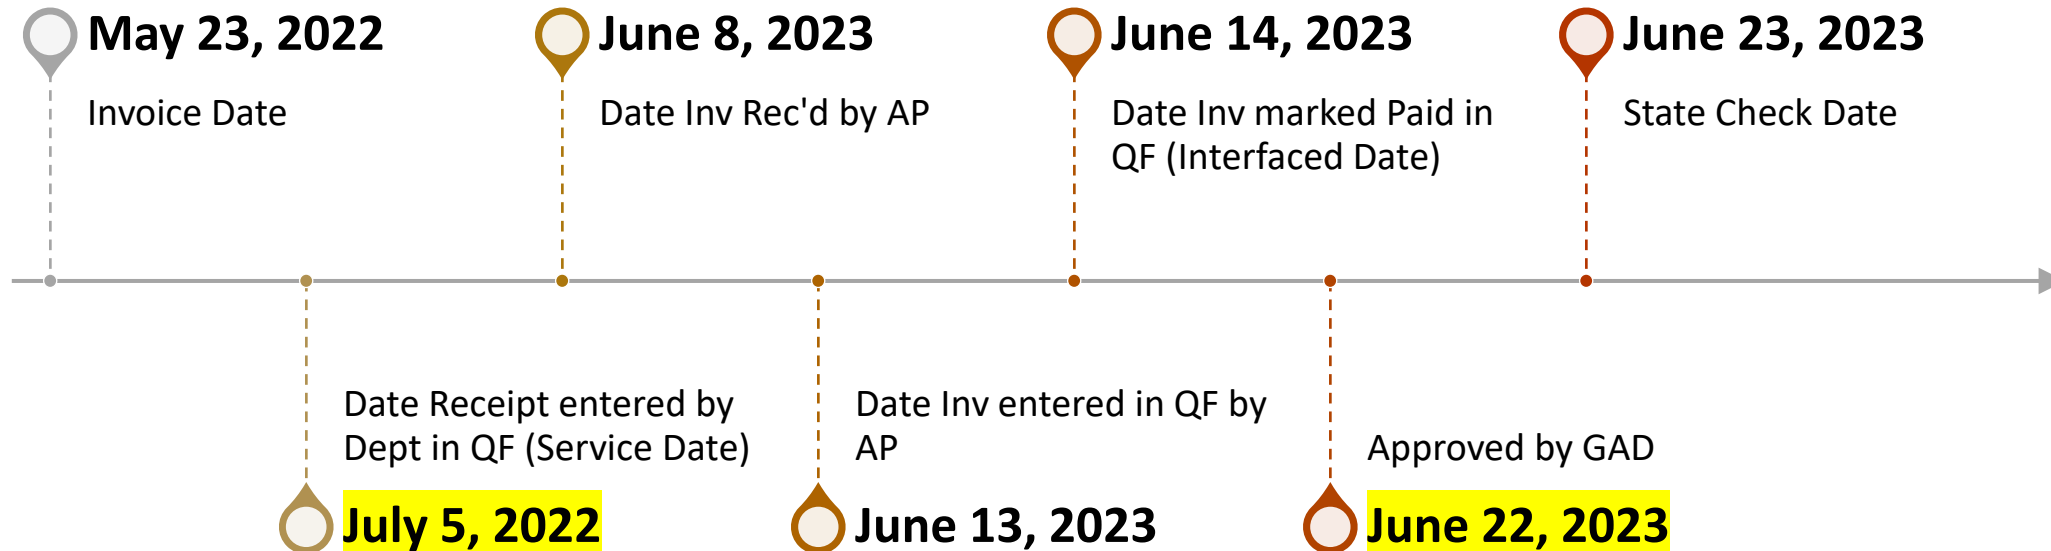 May 23, 2022
Invoice Date
June 8, 2023
Date Inv Rec'd by AP
June 14, 2023
Date Inv marked Paid in
QF (Interfaced Date)
June 23, 2023
State Check Date
Date Receipt entered by
Dept in QF (Service Date)
July 5, 2022
Date Inv entered in QF by
AP
June 13, 2023
Approved by GAD
June 22, 2023